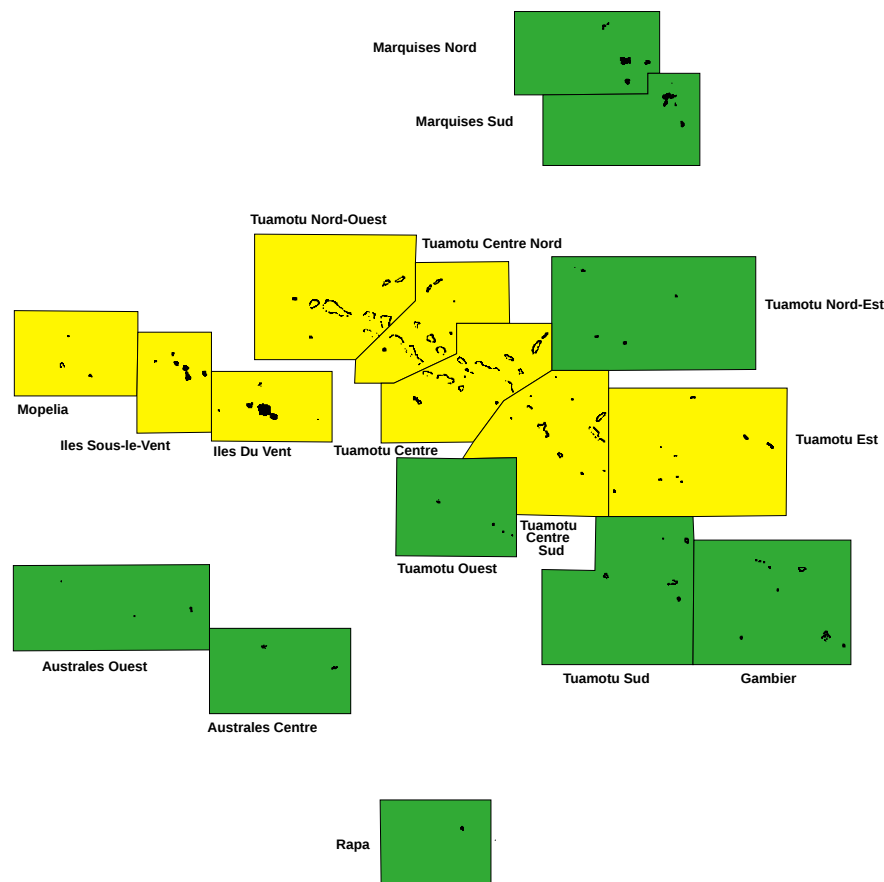 Marquises Nord
Marquises Sud
Tuamotu Nord-Ouest
Tuamotu Centre Nord
Tuamotu Nord-Est
Mopelia
Iles Sous-le-Vent
Iles Du Vent
Tuamotu Centre
Tuamotu Est
Tuamotu
Centre
Sud
Tuamotu Ouest
Australes Ouest
Tuamotu Sud
Gambier
Australes Centre
Rapa